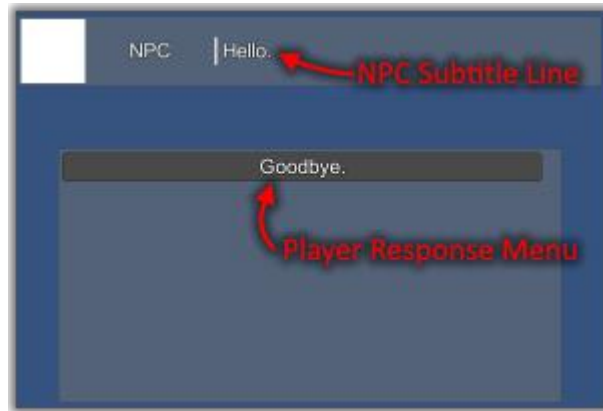 NPC Hello.
NPC Subtitle Line
Goodbye.
Player Response Menu